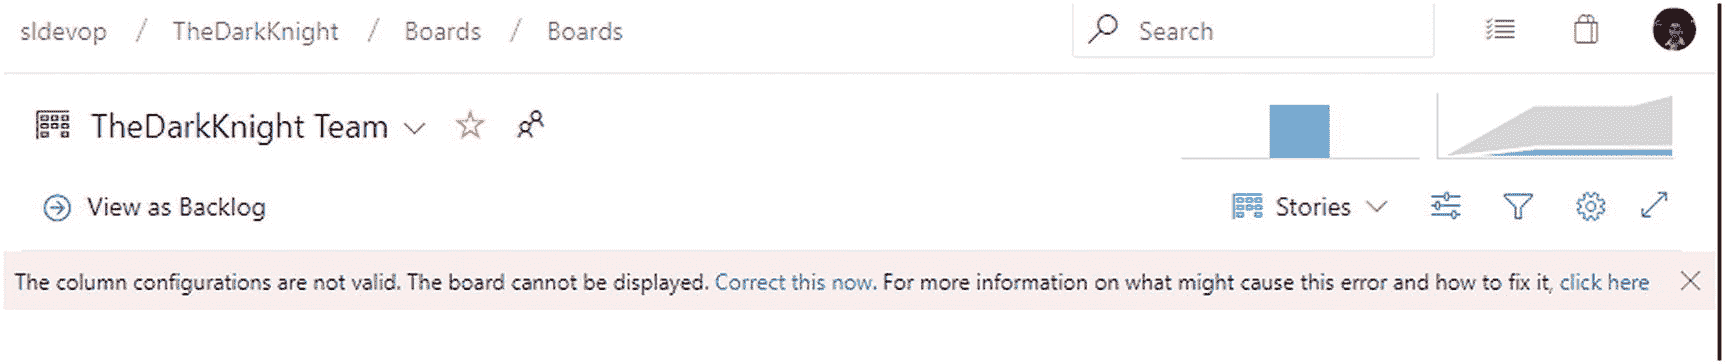 sldevop / TheDarkKnight / Boards / Boards Search
TheDarkKnight Team
View as Backlog Stories
The column configurations are not valid. The board cannot be displayed. Correct this now. For more information on what might cause this error and how to fix it, click here